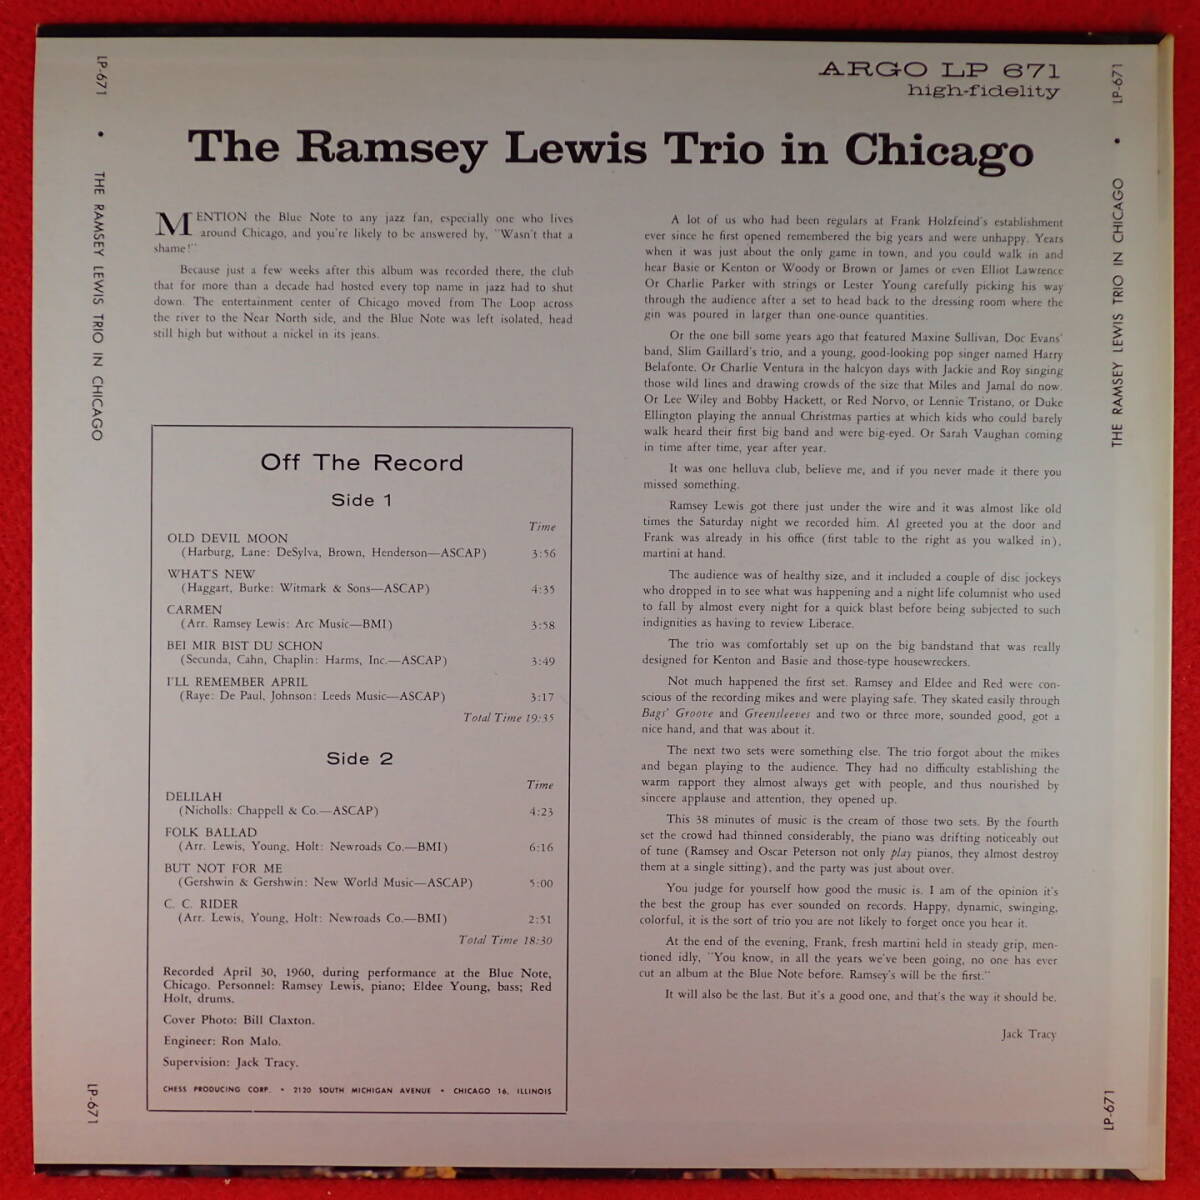 ARGO LP 671
high-fidelity
The Ramsey Lewis Trio in Chicago
LP-671 • THE RAMSEY LEWIS TRIO IN CHICAGO
LP-671
MENTION the Blue Note to any jazz fan, especially one who lives
around Chicago, and you're likely to be answered by, "Wasn't that a
shame!"
Because just a few weeks after this album was recorded there, the club
that for more than a decade had hosted every top name in jazz had to shut
down. The entertainment center of Chicago moved from The Loop across
the river to the Near North side, and the Blue Note was left isolated, head
still high but without a nickel in its jeans.
Off The Record
Side 1
Time
OLD DEVIL MOON
(Harburg, Lane: DeSylva, Brown, Henderson—ASCAP) 3:56
WHAT'S NEW
(Haggart, Burke: Witmark & Sons—ASCAP) 4:35
CARMEN
(Arr. Ramsey Lewis: Arc Music—BMI) 3:58
BEI MIR BIST DU SCHON
(Secunda, Cahn, Chaplin: Harms, Inc.—ASCAP) 3:49
I'LL REMEMBER APRIL
(Raye: De Paul, Johnson: Leeds Music—ASCAP) 3:17
Total Time 19:35
Side 2
Time
DELILAH
(Nicholls: Chappell & Co.—ASCAP) 4:23
FOLK BALLAD
(Arr. Lewis, Young, Holt: Newroads Co.—BMI) 6:16
BUT NOT FOR ME
(Gershwin & Gershwin: New World Music—ASCAP) 5:00
C. C. RIDER
(Arr. Lewis, Young, Holt: Newroads Co.—BMI) 2:51
Total Time 18:30
Recorded April 30, 1960, during performance at the Blue Note,
Chicago. Personnel: Ramsey Lewis, piano; Eldee Young, bass; Red
Holt, drums.
Cover Photo: Bill Claxton.
Engineer: Ron Malo.
Supervision: Jack Tracy.
CHESS PRODUCING CORP. • 2120 SOUTH MICHIGAN AVENUE • CHICAGO 16, ILLINOIS
A lot of us who had been regulars at Frank Holzfeind's establishment
ever since he first opened remembered the big years and were unhappy. Years
when it was just about the only game in town, and you could walk in and
hear Basie or Kenton or Woody or Brown or James or even Elliot Lawrence
Or Charlie Parker with strings or Lester Young carefully picking his way
through the audience after a set to head back to the dressing room where the
gin was poured in larger than one-ounce quantities.
Or the one bill some years ago that featured Maxine Sullivan, Doc Evans'
band, Slim Gaillard's trio, and a young, good-looking pop singer named Harry
Belafonte. Or Charlie Ventura in the halcyon days with Jackie and Roy singing
those wild lines and drawing crowds of the size that Miles and Jamal do now.
Or Lee Wiley and Bobby Hackett, or Red Norvo, or Lennie Tristano, or Duke
Ellington playing the annual Christmas parties at which kids who could barely
walk heard their first big band and were big-eyed. Or Sarah Vaughan coming
in time after time, year after year.
It was one helluva club, believe me, and if you never made it there you
missed something.
Ramsey Lewis got there just under the wire and it was almost like old
times the Saturday night we recorded him. Al greeted you at the door and
Frank was already in his office (first table to the right as you walked in),
martini at hand.
The audience was of healthy size, and it included a couple of disc jockeys
who dropped in to see what was happening and a night life columnist who used
to fall by almost every night for a quick blast before being subjected to such
indignities as having to review Liberace.
The trio was comfortably set up on the big bandstand that was really
designed for Kenton and Basie and those-type housewreckers.
Not much happened the first set. Ramsey and Eldee and Red were con-
scious of the recording mikes and were playing safe. They skated easily through
Bags' Groove and Greensleeves and two or three more, sounded good, got a
nice hand, and that was about it.
The next two sets were something else. The trio forgot about the mikes
and began playing to the audience. They had no difficulty establishing the
warm rapport they almost always get with people, and thus nourished by
sincere applause and attention, they opened up.
This 38 minutes of music is the cream of those two sets. By the fourth
set the crowd had thinned considerably, the piano was drifting noticeably out
of tune (Ramsey and Oscar Peterson not only play pianos, they almost destroy
them at a single sitting), and the party was just about over.
You judge for yourself how good the music is. I am of the opinion it's
the best the group has ever sounded on records. Happy, dynamic, swinging,
colorful, it is the sort of trio you are not likely to forget once you hear it.
At the end of the evening, Frank, fresh martini held in steady grip, men-
tioned idly, "You know, in all the years we've been going, no one has ever
cut an album at the Blue Note before. Ramsey's will be the first."
It will also be the last. But it's a good one, and that's the way it should be.
Jack Tracy
LP-671 • THE RAMSEY LEWIS TRIO IN CHICAGO
LP-671